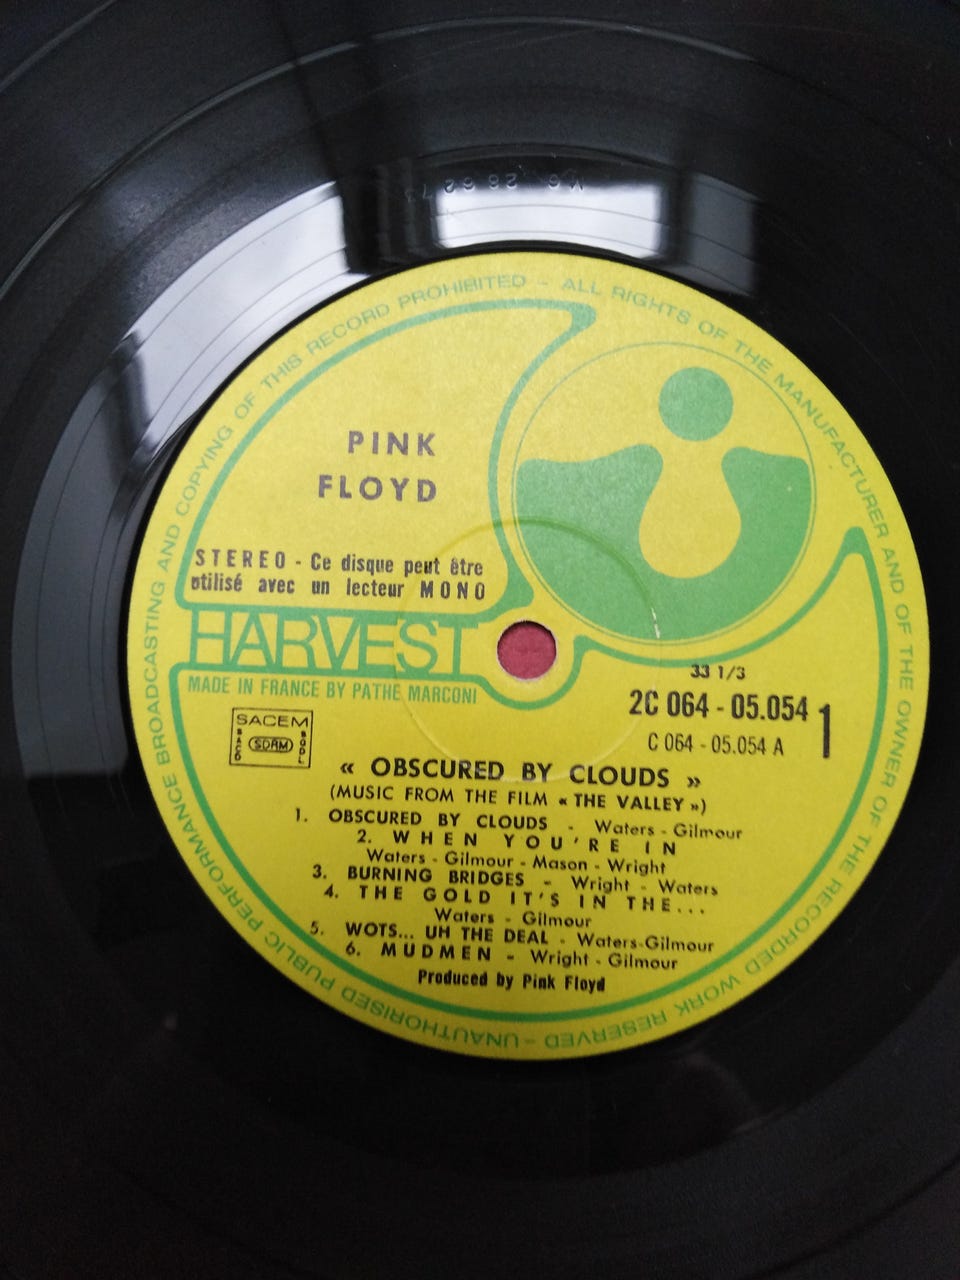 UNAUTHORISED PUBLIC PERFORMANCE BROADCASTING AND COPYING OF THIS RECORD PROHIBITED - ALL RIGHTS OF THE MANUFACTURER AND OF THE OWNER OF THE RECORDED WORK RESERVED -
PINK
FLOYD
STEREO - Ce disque peut être
utilisé avec un lecteur MONO
HARVEST
MADE IN FRANCE BY PATHE MARCONI
33 1/3
2C 064 - 05.054
1
C 064 - 05.054 A
SACEM
SACD
SDRM
SGDL
« OBSCURED BY CLOUDS »
(MUSIC FROM THE FILM « THE VALLEY »)
1. OBSCURED BY CLOUDS - Waters - Gilmour
2. WHEN YOU'RE IN
Waters - Gilmour - Mason - Wright
3. BURNING BRIDGES - Wright - Waters
4. THE GOLD IT'S IN THE...
Waters - Gilmour
5. WOTS... UH THE DEAL - Waters-Gilmour
6. MUDMEN - Wright - Gilmour
Produced by Pink Floyd